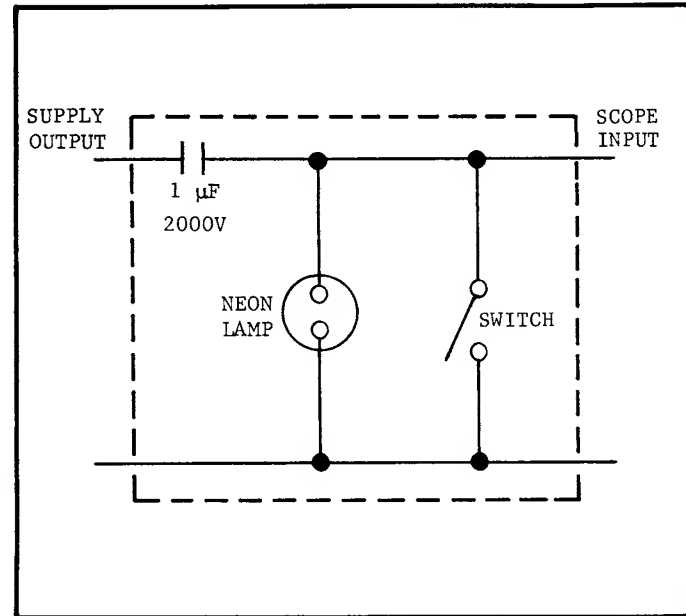 SUPPLY
OUTPUT
SCOPE
INPUT
1 µF
2000V
NEON
LAMP
SWITCH